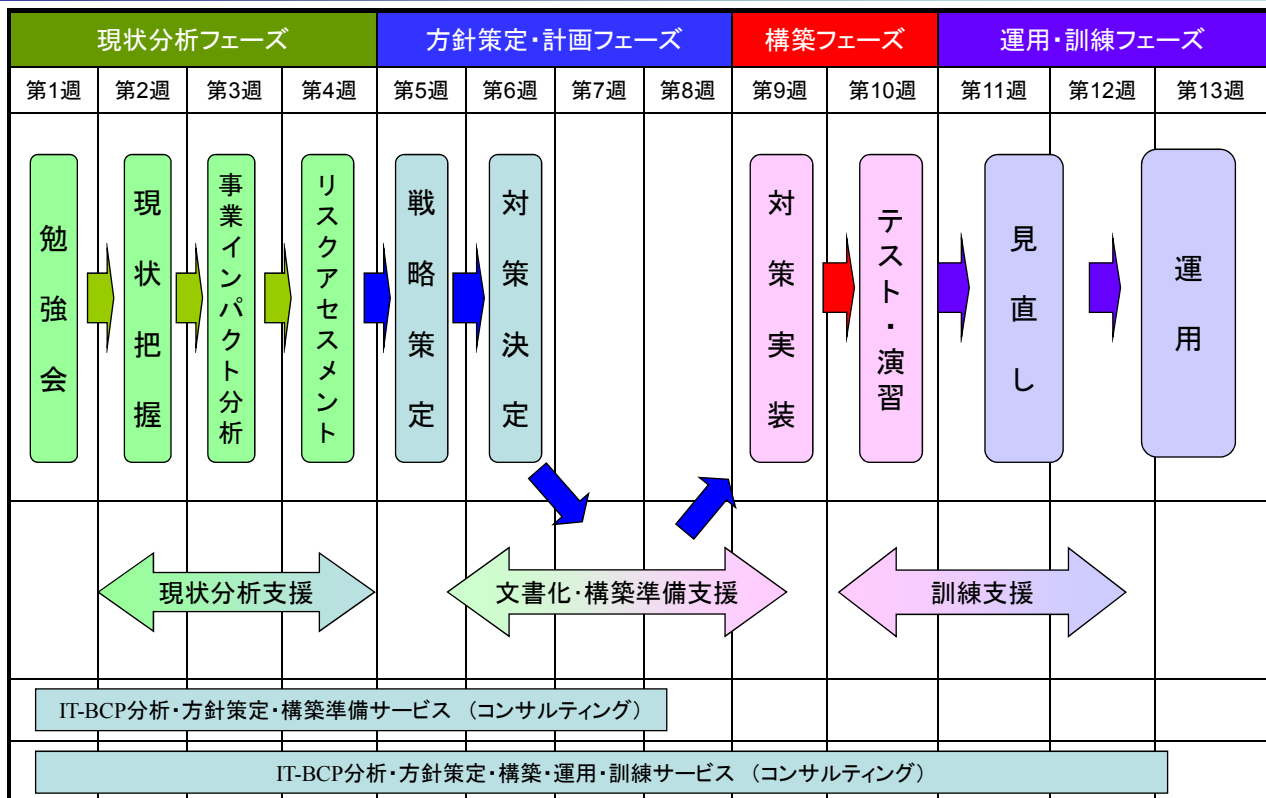 現状分析フェーズ
方針策定・計画フェーズ
構築フェーズ
運用・訓練フェーズ
第1週
第2週
第3週
第4週
第5週
第6週
第7週
第8週
第9週
第10週
第11週
第12週
第13週
勉強会
現状把握
事業インパクト分析
リスクアセスメント
戦略策定
対策決定
対策実装
テスト・演習
見直し
運用
現状分析支援
文書化・構築準備支援
訓練支援
IT-BCP分析・方針策定・構築準備サービス （コンサルティング）
IT-BCP分析・方針策定・構築・運用・訓練サービス （コンサルティング）